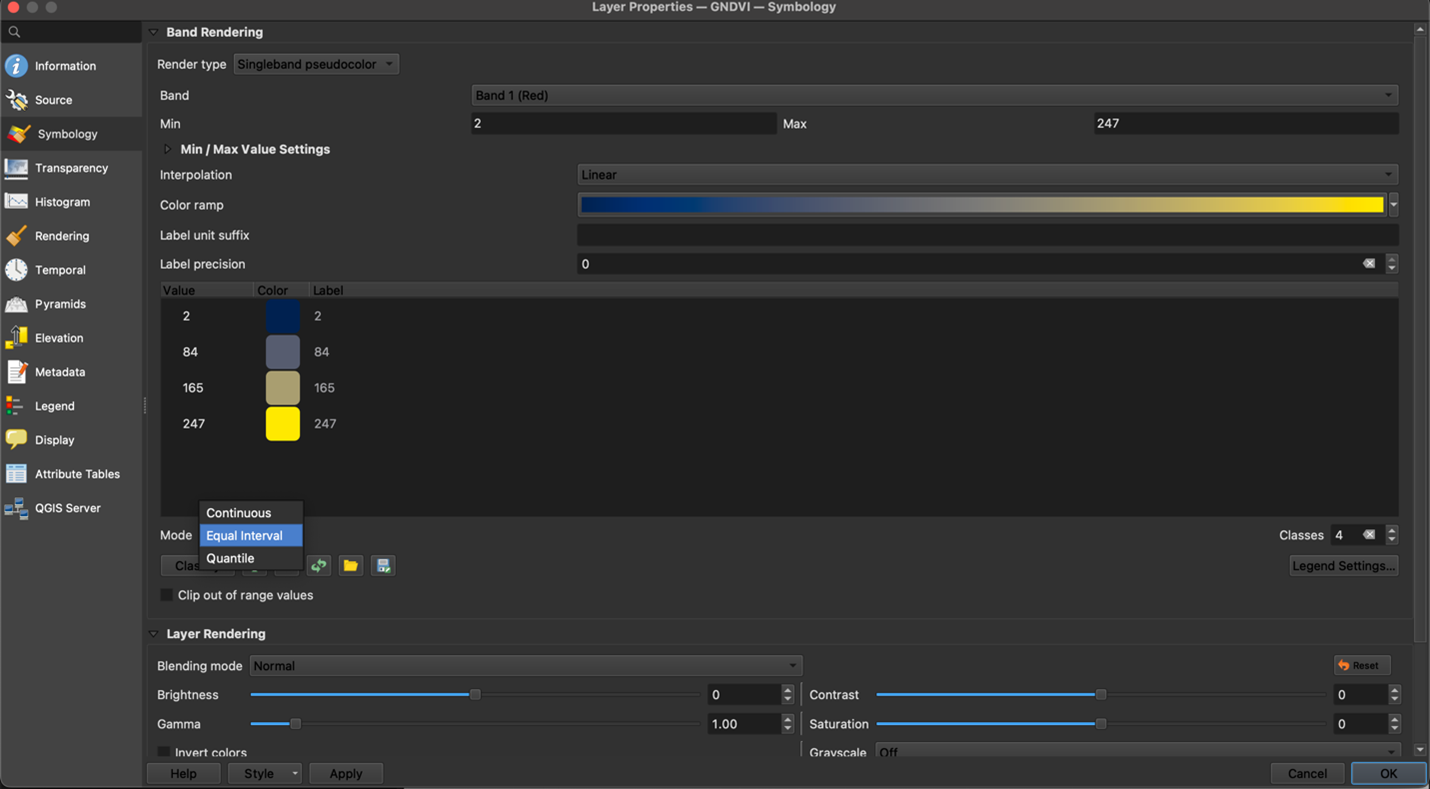 Layer Properties — GNDVI — Symbology
Information
Source
Symbology
Transparency
Histogram
Rendering
Temporal
Pyramids
Elevation
Metadata
Legend
Display
Attribute Tables
QGIS Server
Band Rendering
Render type Singleband pseudocolor
Band Band 1 (Red)
Min 2 Max 247
Min / Max Value Settings
Interpolation Linear
Color ramp
Label unit suffix
Label precision 0
Value Color Label
2 2
84 84
165 165
247 247
Continuous
Mode Equal Interval Classes 4
Quantile
Legend Settings...
Clip out of range values
Layer Rendering
Blending mode Normal Reset
Brightness 0 Contrast 0
Gamma 1.00 Saturation 0
Invert colors Grayscale Off
Help Style Apply Cancel OK